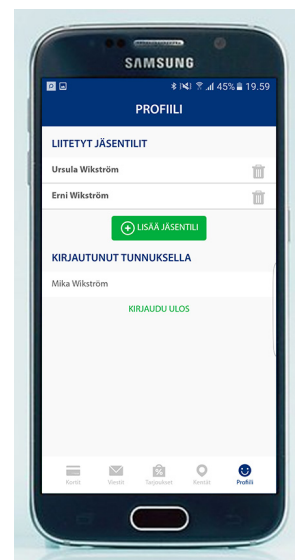 SAMSUNG
45% 19.59
PROFIILI
LIITETYT JÄSENTILIT
Ursula Wikström
Erni Wikström
LISÄÄ JÄSENTILI
KIRJAUTUNUT TUNNUKSELLA
Mika Wikström
KIRJAUDU ULOS
Kortit Viestit Tarjoukset Kentät Profiili